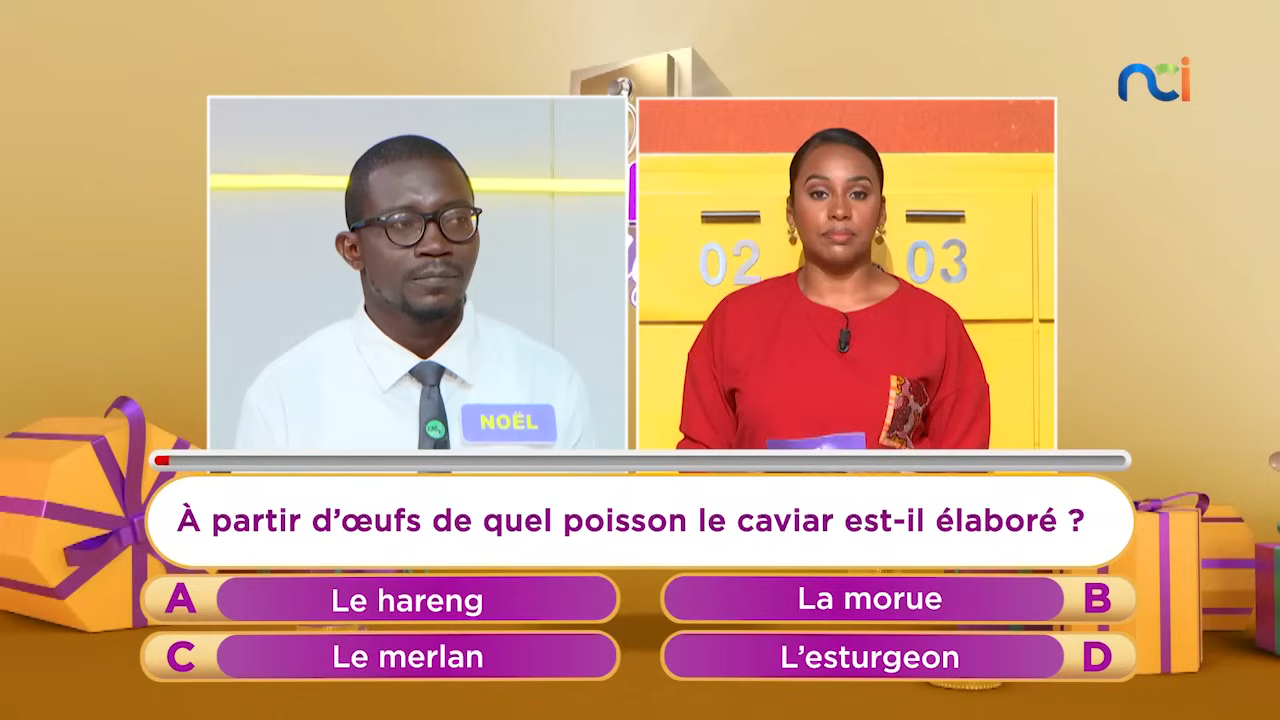 nci
02
03
NOËL
À partir d’œufs de quel poisson le caviar est-il élaboré ?
A Le hareng
La morue B
C Le merlan
L’esturgeon D